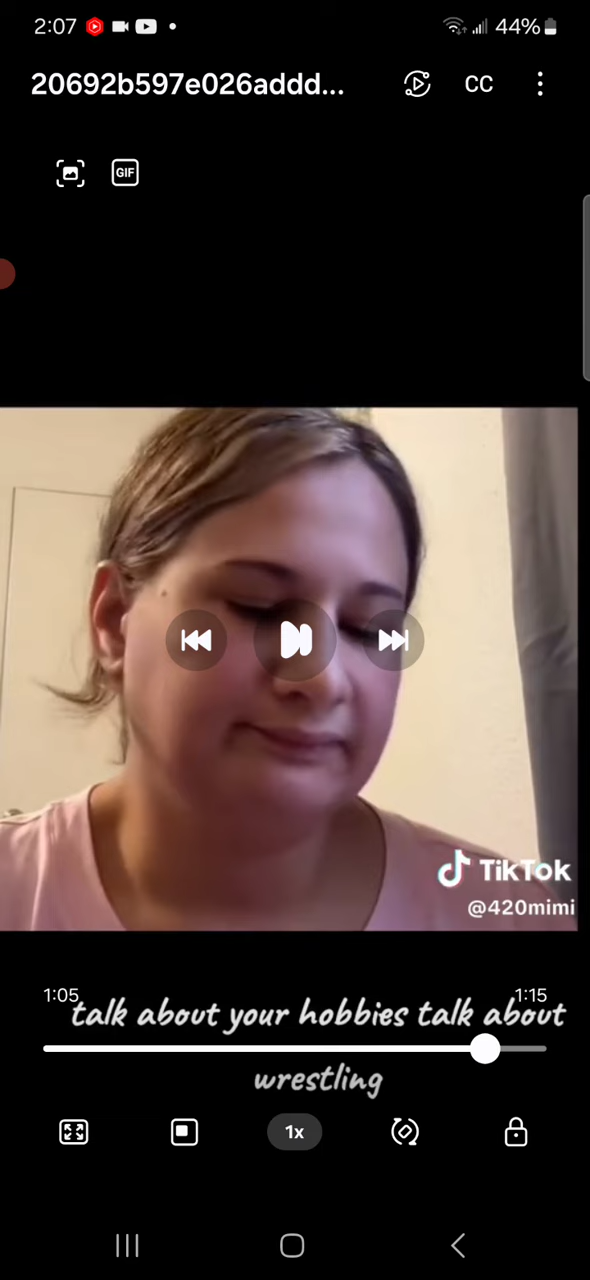 2:07
44%
20692b597e026addd...
CC
GIF
TikTok
@420mimi
1:05
1:15
talk about your hobbies talk about
wrestling
1x